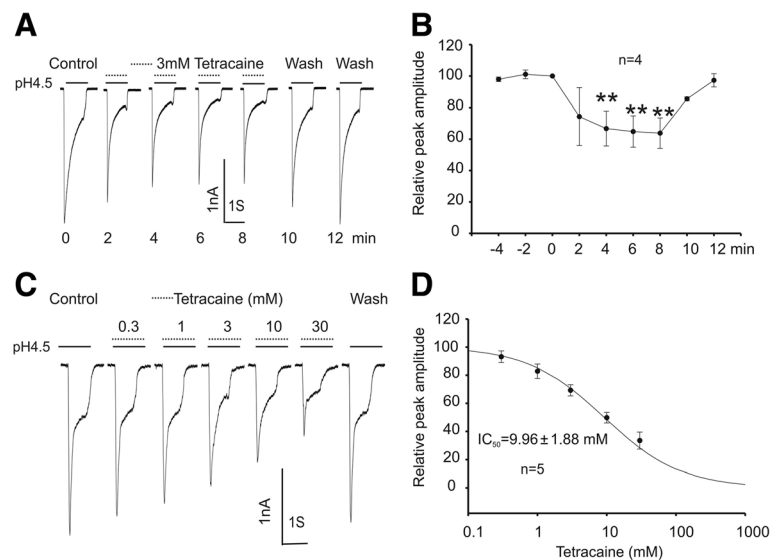 A
Control 3mM Tetracaine Wash Wash
pH4.5
1nA
1S
0 2 4 6 8 10 12 min
B
120
100
80
60
40
20
0
Relative peak amplitude
n=4
** ** **
-4 -2 0 2 4 6 8 10 12 min
C
Control Tetracaine (mM) Wash
0.3 1 3 10 30
pH4.5
1nA
1S
D
120
100
80
60
40
20
0
Relative peak amplitude
IC50=9.96±1.88 mM
n=5
0.1 1 10 100 1000
Tetracaine (mM)